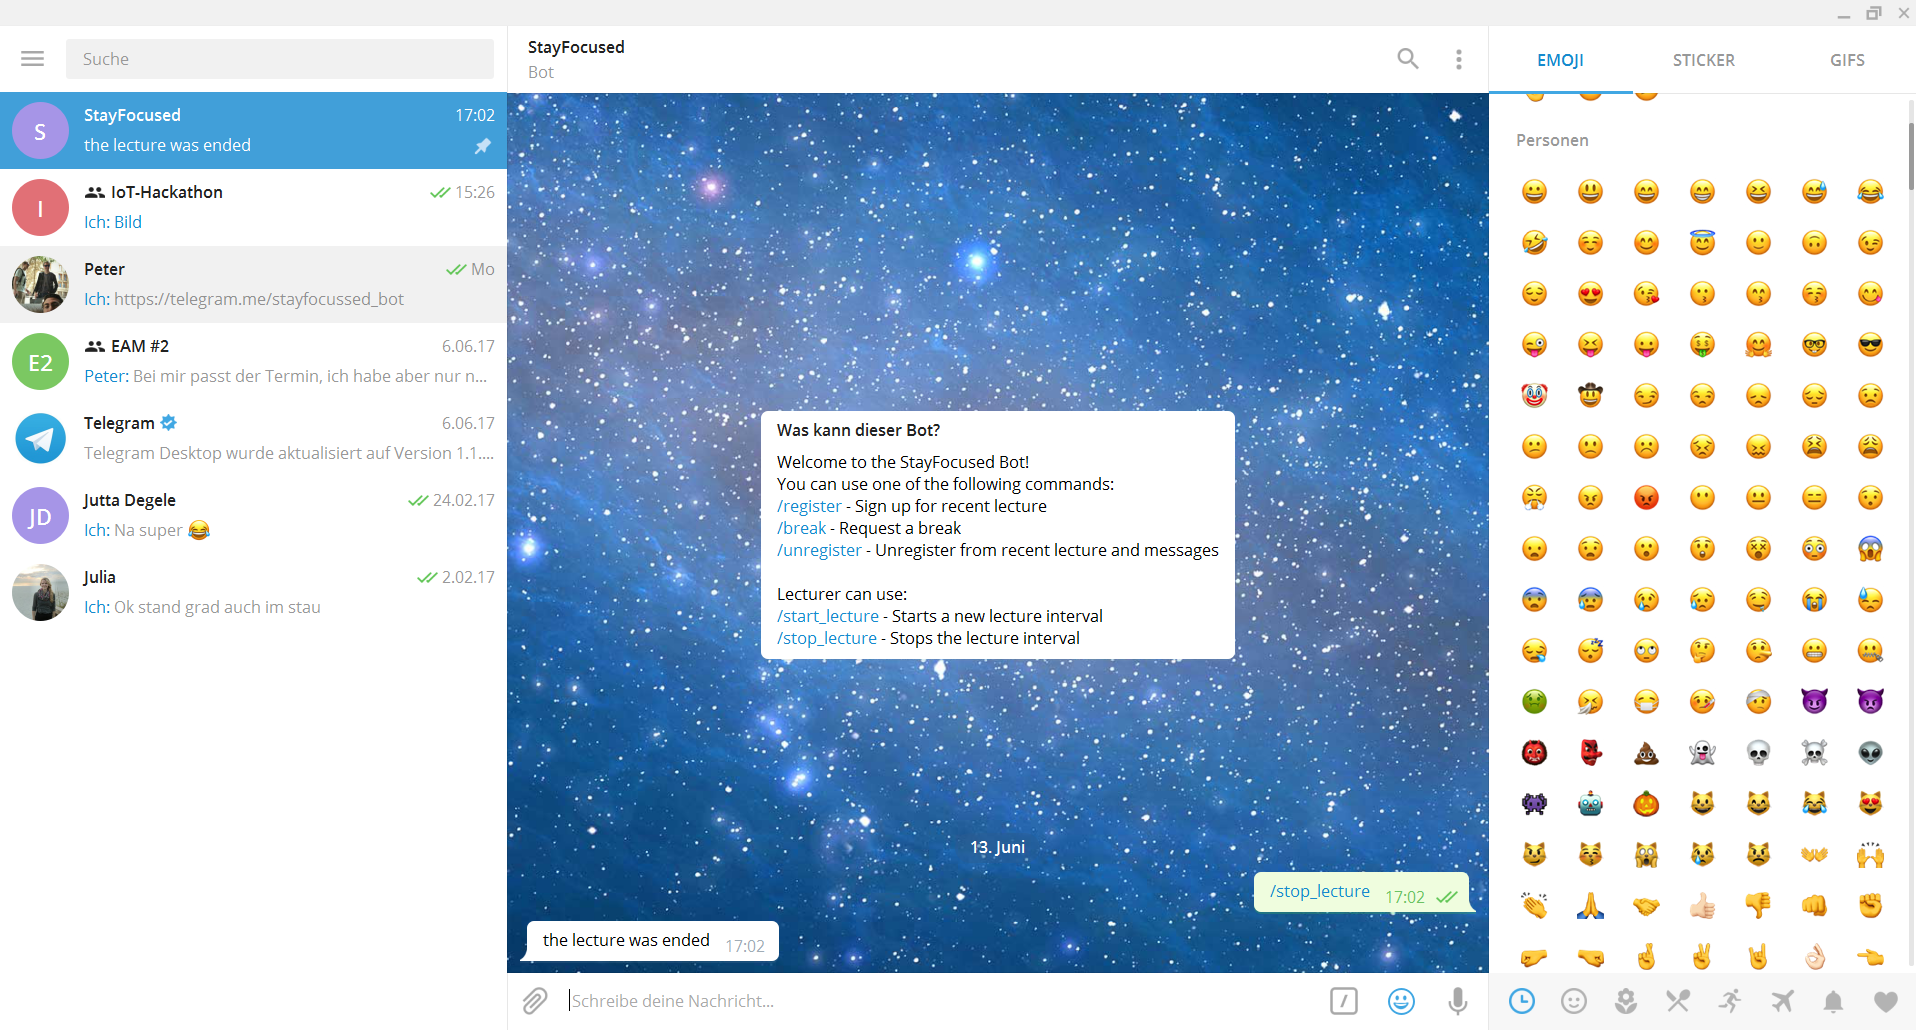 Suche
S
StayFocused
17:02
the lecture was ended
I
IoT-Hackathon
15:26
Ich: Bild
Peter
Mo
Ich: https://telegram.me/stayfocussed_bot
E2
EAM #2
6.06.17
Peter: Bei mir passt der Termin, ich habe aber nur n...
Telegram
6.06.17
Telegram Desktop wurde aktualisiert auf Version 1.1....
JD
Jutta Degele
24.02.17
Ich: Na super 😂
Julia
2.02.17
Ich: Ok stand grad auch im stau
StayFocused
Bot
Was kann dieser Bot?
Welcome to the StayFocused Bot!
You can use one of the following commands:
/register - Sign up for recent lecture
/break - Request a break
/unregister - Unregister from recent lecture and messages
Lecturer can use:
/start_lecture - Starts a new lecture interval
/stop_lecture - Stops the lecture interval
13. Juni
/stop_lecture 17:02
the lecture was ended 17:02
Schreibe deine Nachricht...
EMOJI STICKER GIFS
Personen